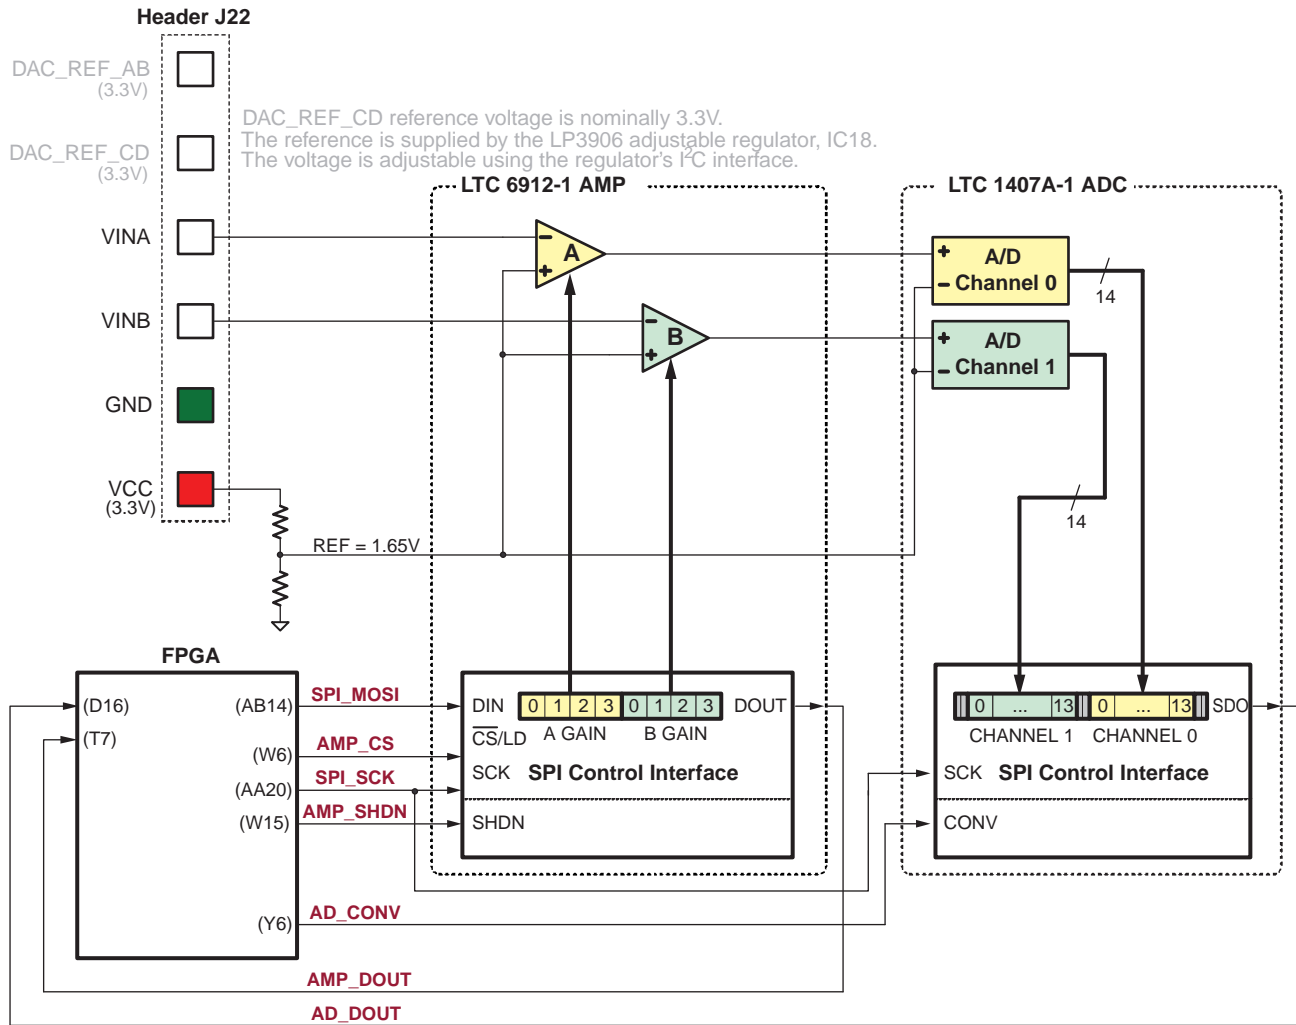 Header J22
DAC_REF_AB
(3.3V)
DAC_REF_CD
(3.3V)
DAC_REF_CD reference voltage is nominally 3.3V.
The reference is supplied by the LP3906 adjustable regulator, IC18.
The voltage is adjustable using the regulator's I²C interface.
LTC 6912-1 AMP
LTC 1407A-1 ADC
VINA
A
A/D
Channel 0
14
VINB
B
A/D
Channel 1
14
GND
VCC
(3.3V)
REF = 1.65V
FPGA
(D16)
(T7)
(AB14)
SPI_MOSI
(W6)
AMP_CS
(AA20)
SPI_SCK
(W15)
AMP_SHDN
(Y6)
AD_CONV
DIN
0 1 2 3 0 1 2 3
DOUT
A GAIN B GAIN
CS/LD
SCK
SPI Control Interface
SHDN
0 ... 13 0 ... 13
SDO
CHANNEL 1 CHANNEL 0
SCK
SPI Control Interface
CONV
AMP_DOUT
AD_DOUT